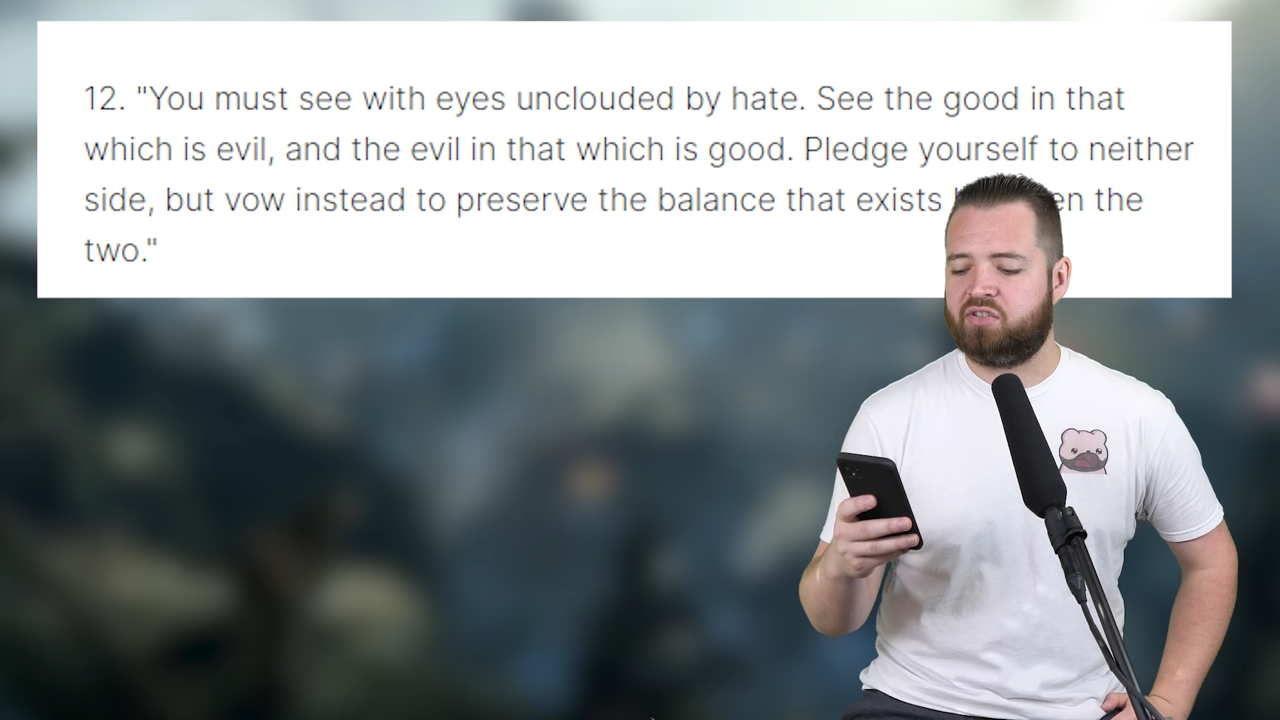 12. "You must see with eyes unclouded by hate. See the good in that
which is evil, and the evil in that which is good. Pledge yourself to neither
side, but vow instead to preserve the balance that exists the
two."